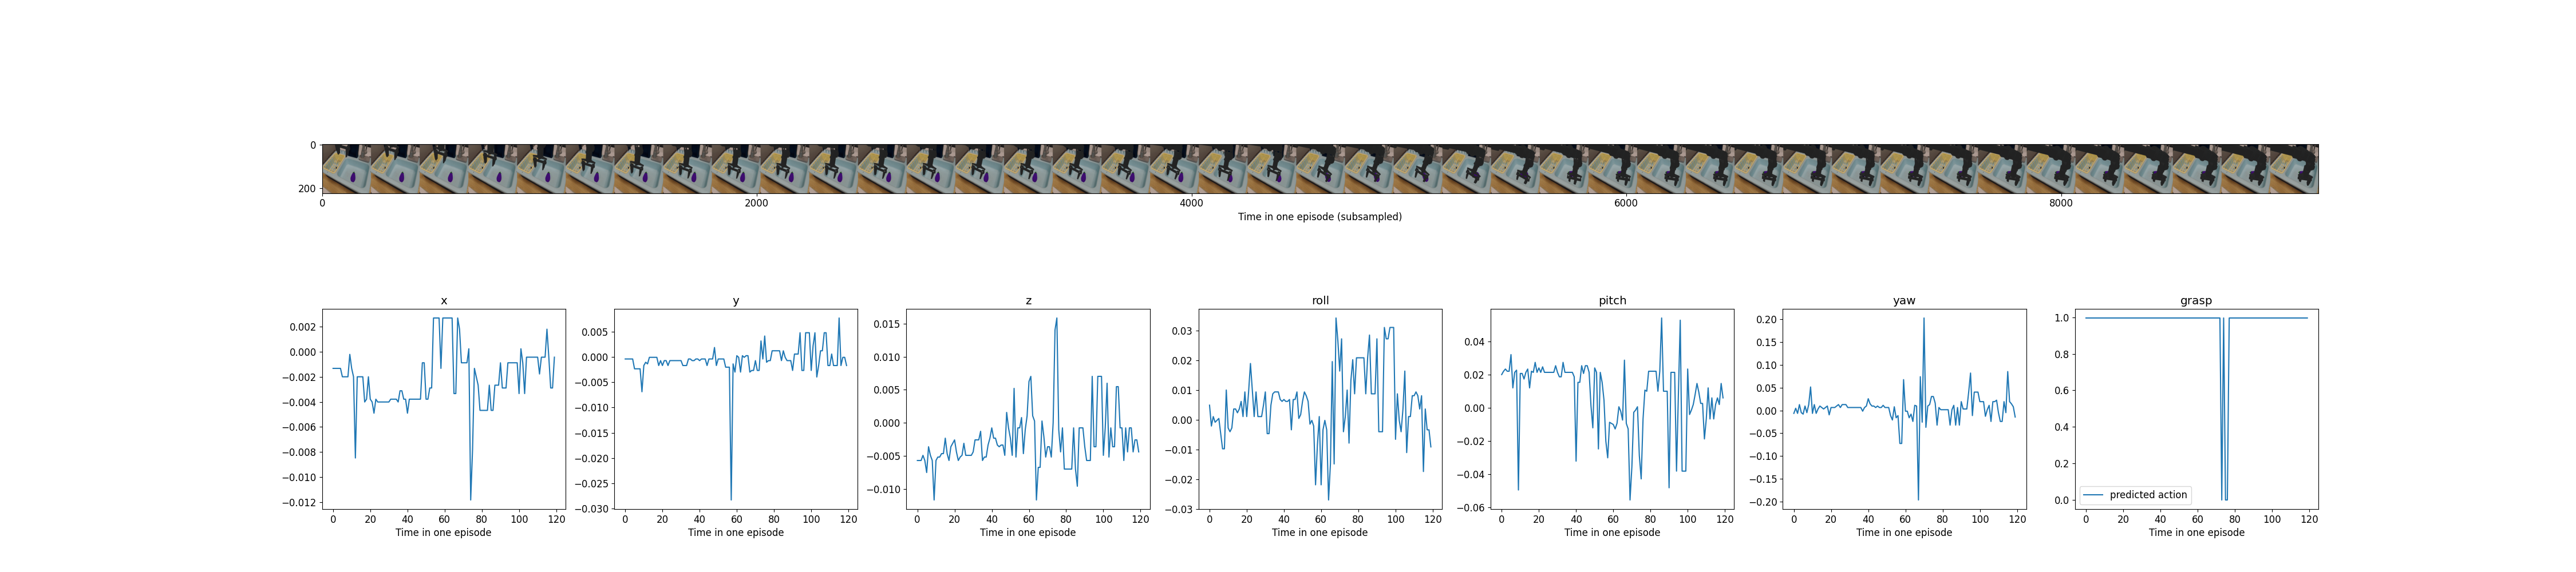 0
200
0 2000 4000 6000 8000
Time in one episode (subsampled)
x
0.002
0.000
−0.002
−0.004
−0.006
−0.008
−0.010
−0.012
0 20 40 60 80 100 120
Time in one episode
y
0.005
0.000
−0.005
−0.010
−0.015
−0.020
−0.025
−0.030
0 20 40 60 80 100 120
Time in one episode
z
0.015
0.010
0.005
0.000
−0.005
−0.010
0 20 40 60 80 100 120
Time in one episode
roll
0.03
0.02
0.01
0.00
−0.01
−0.02
−0.03
0 20 40 60 80 100 120
Time in one episode
pitch
0.04
0.02
0.00
−0.02
−0.04
−0.06
0 20 40 60 80 100 120
Time in one episode
yaw
0.20
0.15
0.10
0.05
0.00
−0.05
−0.10
−0.15
−0.20
0 20 40 60 80 100 120
Time in one episode
grasp
1.0
0.8
0.6
0.4
0.2
0.0
predicted action
0 20 40 60 80 100 120
Time in one episode